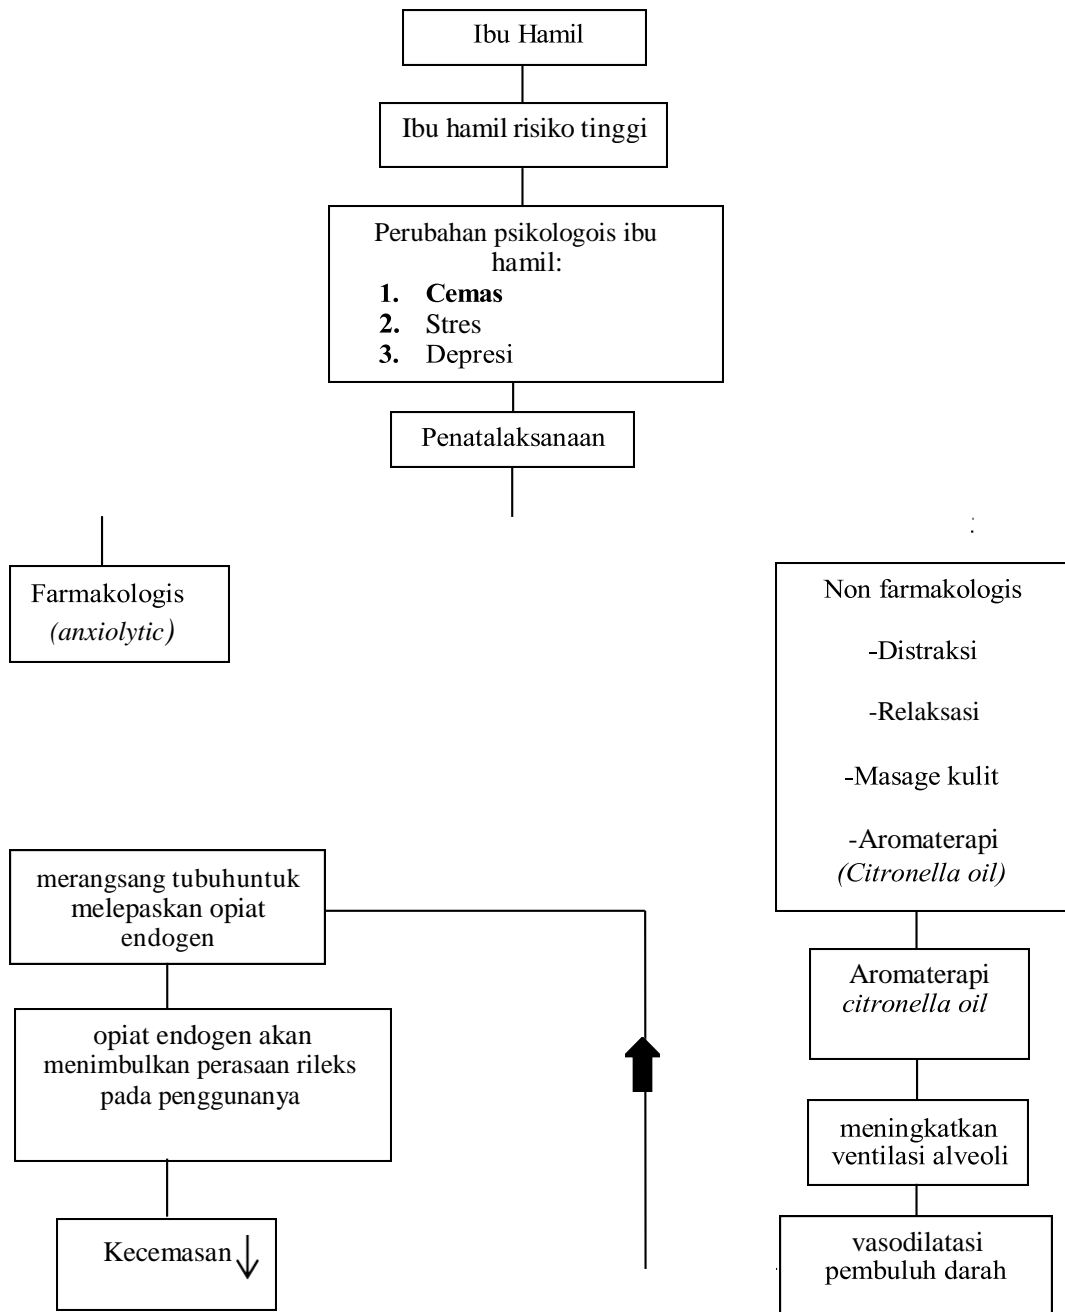 Ibu Hamil
Ibu hamil risiko tinggi
Perubahan psikologois ibu
hamil:
1. Cemas
2. Stres
3. Depresi
Penatalaksanaan
Farmakologis
(anxiolytic)
Non farmakologis
-Distraksi
-Relaksasi
-Masage kulit
-Aromaterapi
(Citronella oil)
Aromaterapi
citronella oil
meningkatkan
ventilasi alveoli
vasodilatasi
pembuluh darah
merangsang tubuhuntuk
melepaskan opiat
endogen
opiat endogen akan
menimbulkan perasaan rileks
pada penggunanya
Kecemasan